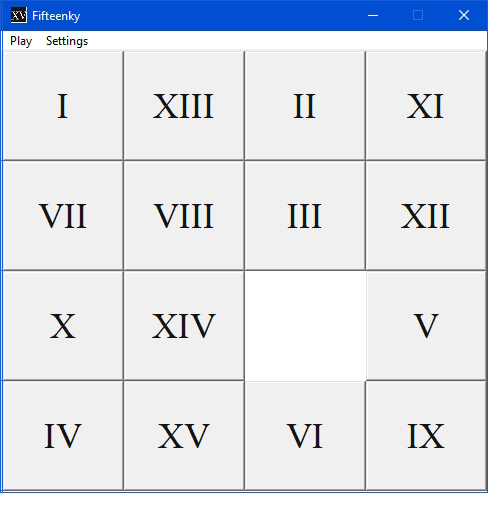 XV Fifteenky
Play Settings
I XIII II XI
VII VIII III XII
X XIV V
IV XV VI IX